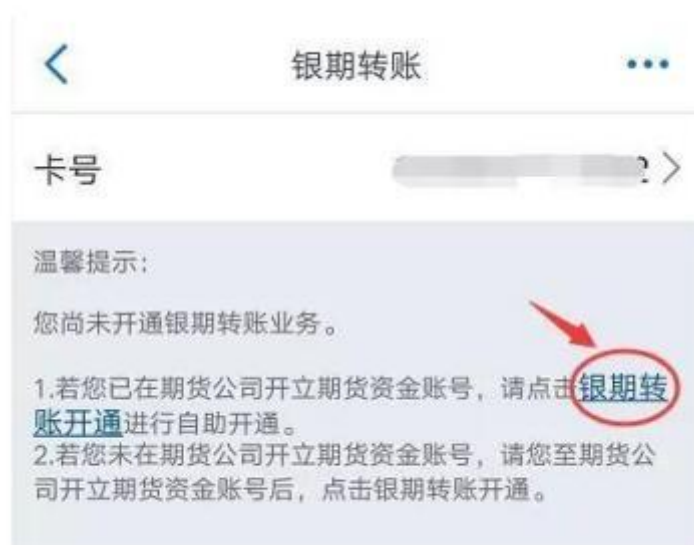 银期转账
卡号
温馨提示:
您尚未开通银期转账业务。
1.若您已在期货公司开立期货资金账号，请点击银期转
账开通进行自助开通。
2.若您未在期货公司开立期货资金账号，请您至期货公
司开立期货资金账号后，点击银期转账开通。